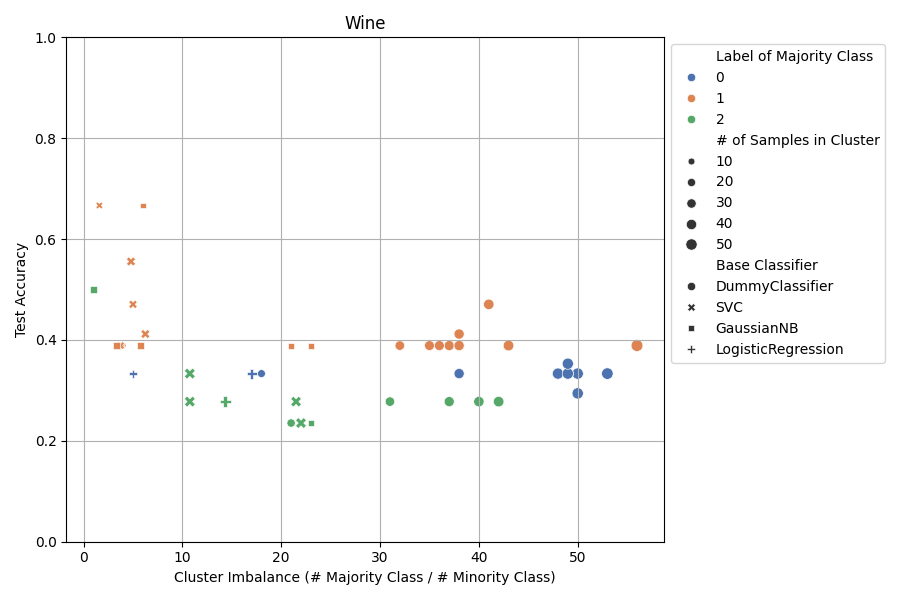 Wine
Test Accuracy
1.0
0.8
0.6
0.4
0.2
0.0
0 10 20 30 40 50
Cluster Imbalance (# Majority Class / # Minority Class)
Label of Majority Class
0
1
2
# of Samples in Cluster
10
20
30
40
50
Base Classifier
DummyClassifier
SVC
GaussianNB
LogisticRegression